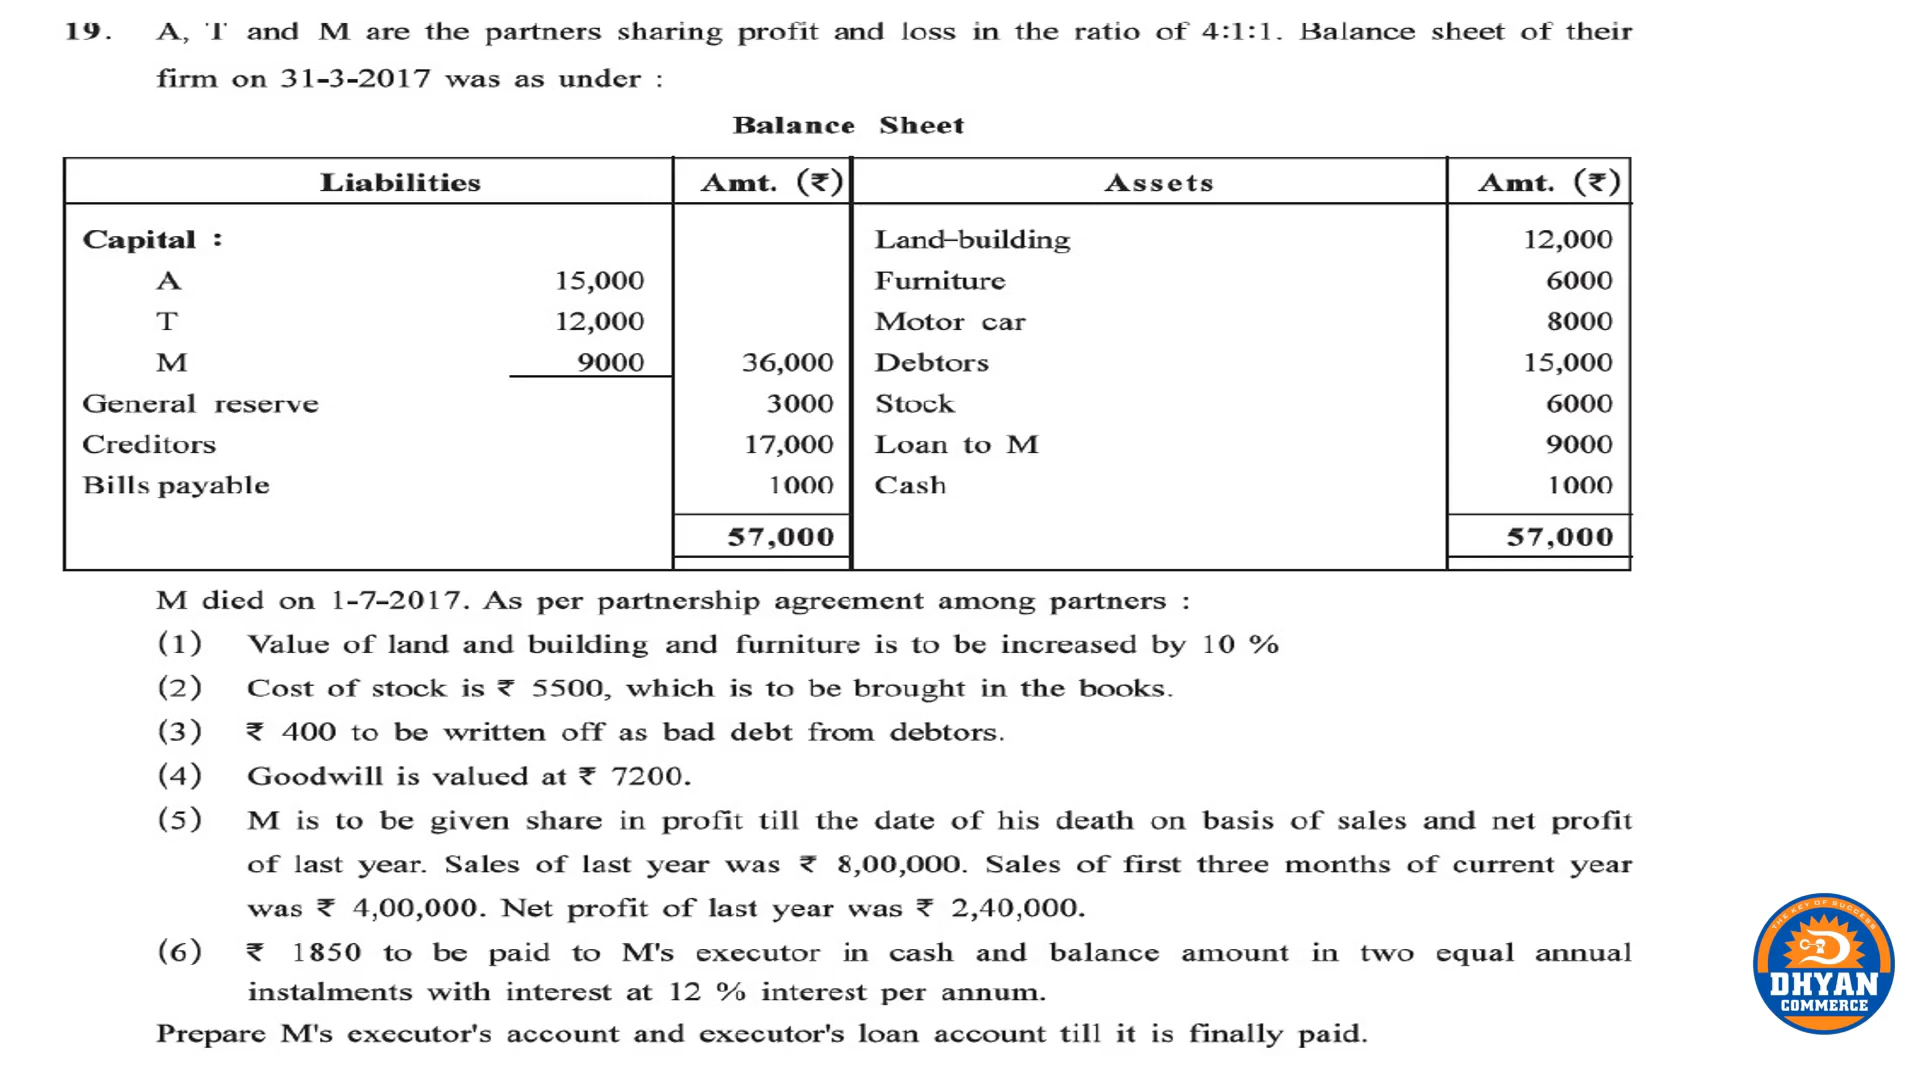 19. A, T and M are the partners sharing profit and loss in the ratio of 4:1:1. Balance sheet of their
firm on 31-3-2017 was as under :
Balance Sheet
Liabilities Amt. (₹) Assets Amt. (₹)
Capital : Land-building 12,000
A 15,000 Furniture 6000
T 12,000 Motor car 8000
M 9000 36,000 Debtors 15,000
General reserve 3000 Stock 6000
Creditors 17,000 Loan to M 9000
Bills payable 1000 Cash 1000
57,000 57,000
M died on 1-7-2017. As per partnership agreement among partners :
(1) Value of land and building and furniture is to be increased by 10 %
(2) Cost of stock is ₹ 5500, which is to be brought in the books.
(3) ₹ 400 to be written off as bad debt from debtors.
(4) Goodwill is valued at ₹ 7200.
(5) M is to be given share in profit till the date of his death on basis of sales and net profit
of last year. Sales of last year was ₹ 8,00,000. Sales of first three months of current year
was ₹ 4,00,000. Net profit of last year was ₹ 2,40,000.
(6) ₹ 1850 to be paid to M's executor in cash and balance amount in two equal annual
instalments with interest at 12 % interest per annum.
Prepare M's executor's account and executor's loan account till it is finally paid.
THE KEY OF SUCCESS
DHYAN
COMMERCE